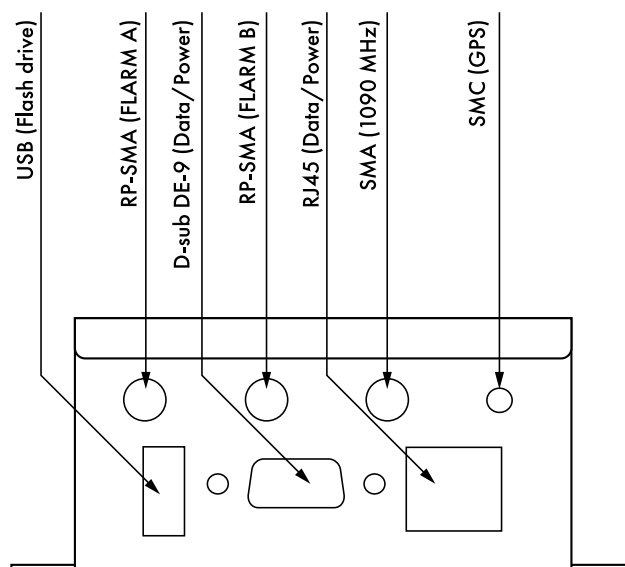 USB (Flash drive)
RP-SMA (FLARM A)
D-sub DE-9 (Data/Power)
RP-SMA (FLARM B)
RJ45 (Data/Power)
SMA (1090 MHz)
SMC (GPS)